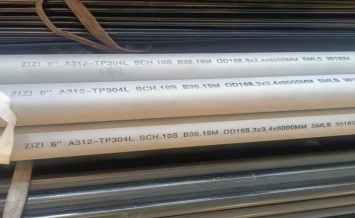 ZIZI 6" A312-TP304L SCH.10S B36.19M OD168.3x3.4x6000MM SMLS 301634
ZIZI 6" A312-TP304L SCH.10S B36.19M OD168.3x3.4x6000MM SMLS
ZIZI 6" A312-TP304L SCH.10S B36.19M OD168.3x3.4x6000MM SMLS